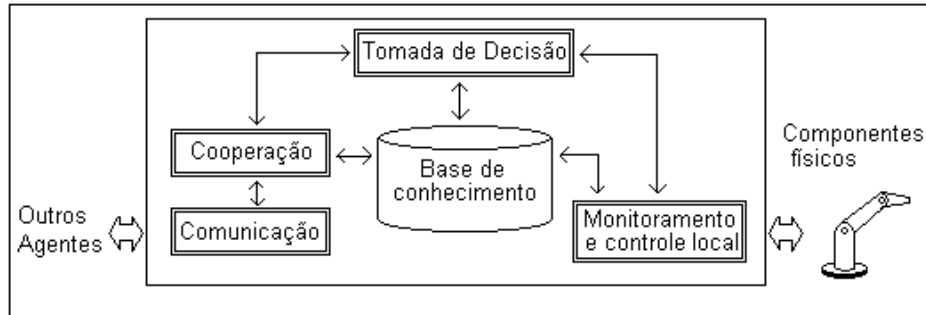 Tomada de Decisão
Cooperação
Comunicação
Base de
conhecimento
Monitoramento
e controle local
Outros
Agentes
Componentes
físicos